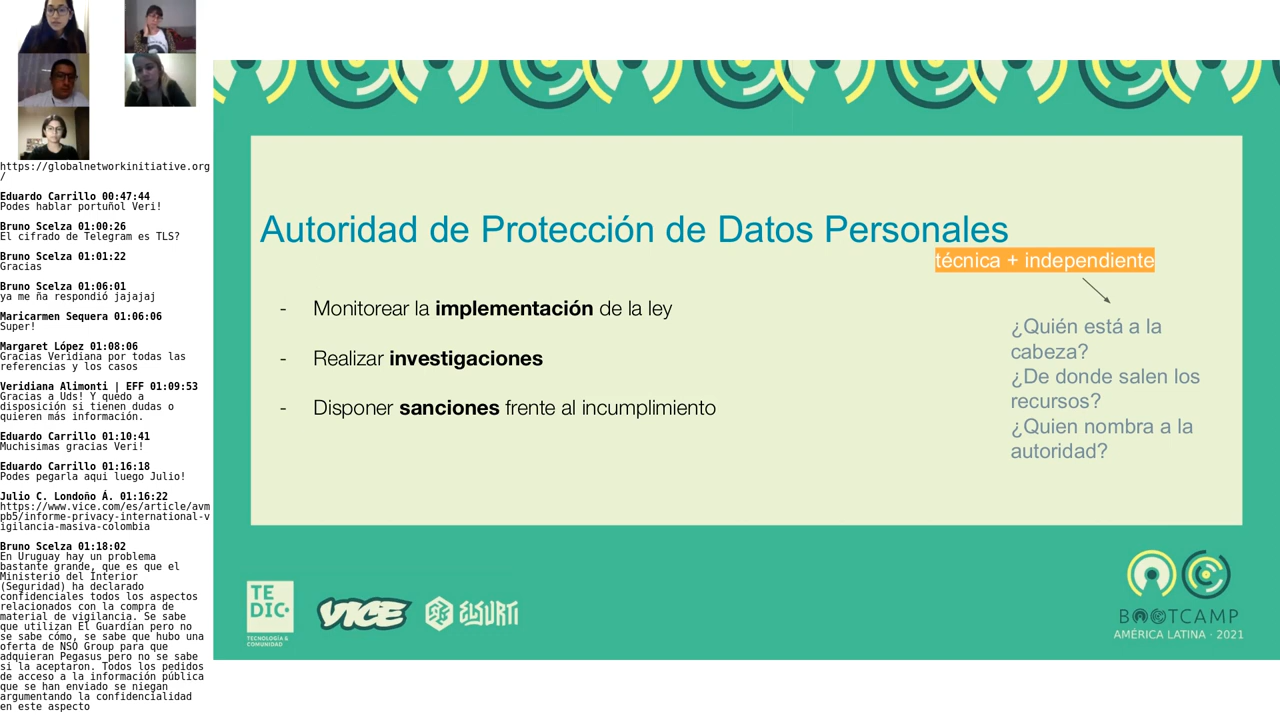 https://globalnetworkinitiative.org
/
Eduardo Carrillo 00:47:44
Podes hablar portuñol Veri!
Bruno Scelza 01:00:26
El cifrado de Telegram es TLS?
Bruno Scelza 01:01:22
Gracias
Bruno Scelza 01:06:01
ya me ña respondió jajajaj
Maricarmen Sequera 01:06:06
Super!
Margaret López 01:08:06
Gracias Veridiana por todas las
referencias y los casos
Veridiana Alimonti | EFF 01:09:53
Gracias a Uds! Y quedo a
disposición si tienen dudas o
quieren más información.
Eduardo Carrillo 01:10:41
Muchisimas gracias Veri!
Eduardo Carrillo 01:16:18
Podes pegarla aqui luego Julio!
Julio C. Londoño Á. 01:16:22
https://www.vice.com/es/article/avm
pb5/informe-privacy-international-v
igilancia-masiva-colombia
Bruno Scelza 01:18:02
En Uruguay hay un problema
bastante grande, que es que el
Ministerio del Interior
(Seguridad) ha declarado
confidenciales todos los aspectos
relacionados con la compra de
material de vigilancia. Se sabe
que utilizan El Guardían pero no
se sabe cómo, se sabe que hubo una
oferta de NSO Group para que
adquieran Pegasus pero no se sabe
si la aceptaron. Todos los pedidos
de acceso a la información pública
que se han enviado se niegan
argumentando la confidencialidad
en este aspecto
Autoridad de Protección de Datos Personales
técnica + independiente
- Monitorear la implementación de la ley
- Realizar investigaciones
- Disponer sanciones frente al incumplimiento
¿Quién está a la
cabeza?
¿De donde salen los
recursos?
¿Quien nombra a la
autoridad?
TE
DIC
TECNOLOGÍA &
COMUNIDAD
VICE
ELSURTI
BOOTCAMP
AMÉRICA LATINA · 2021